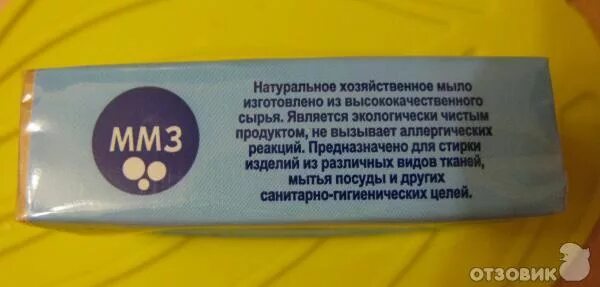 ММЗ
Натуральное хозяйственное мыло
изготовлено из высококачественного
сырья. Является экологически чистым
продуктом, не вызывает аллергических
реакций. Предназначено для стирки
изделий из различных видов тканей,
мытья посуды и других
санитарно-гигиенических целей.
ОТЗОВИК